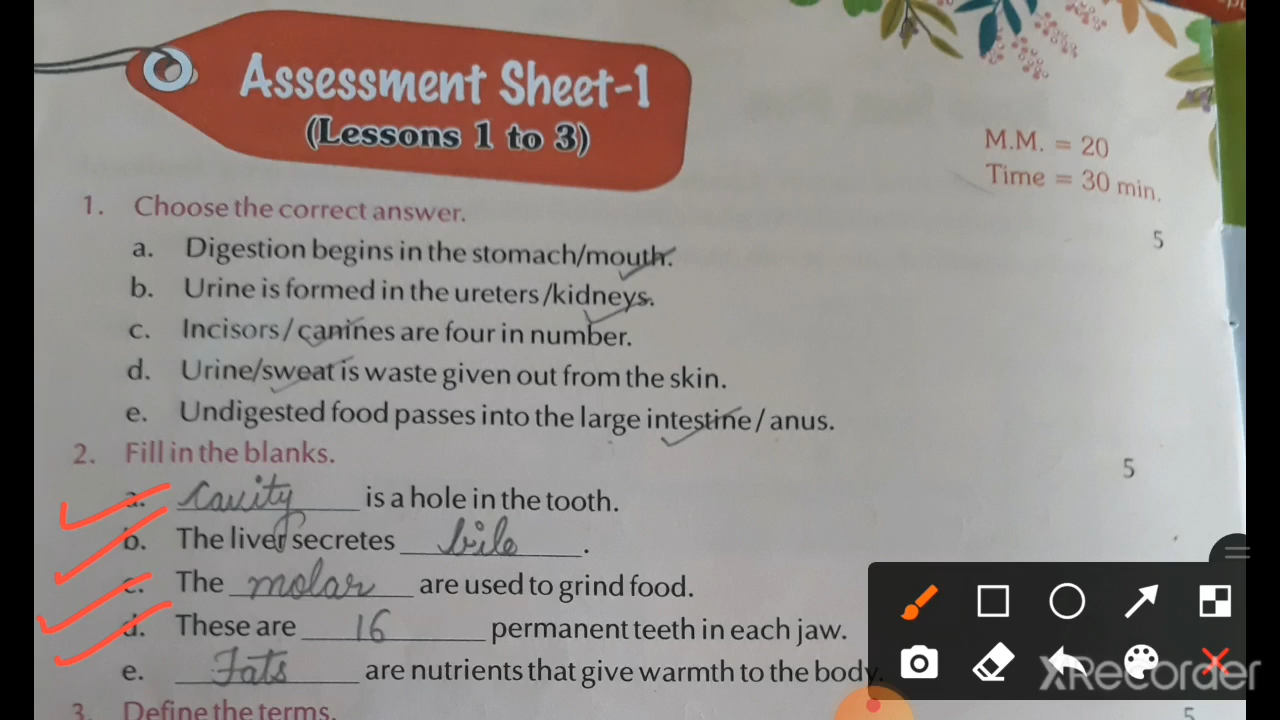 Assessment Sheet-1
(Lessons 1 to 3)
M.M. = 20
Time = 30 min.
1. Choose the correct answer.
5
a. Digestion begins in the stomach/mouth.
b. Urine is formed in the ureters/kidneys.
c. Incisors/canines are four in number.
d. Urine/sweat is waste given out from the skin.
e. Undigested food passes into the large intestine/anus.
2. Fill in the blanks.
5
a. Cavity is a hole in the tooth.
b. The liver secretes bile.
c. The molar are used to grind food.
d. These are 16 permanent teeth in each jaw.
e. Fats are nutrients that give warmth to the body.
3. Define the terms.
5
XRecorder